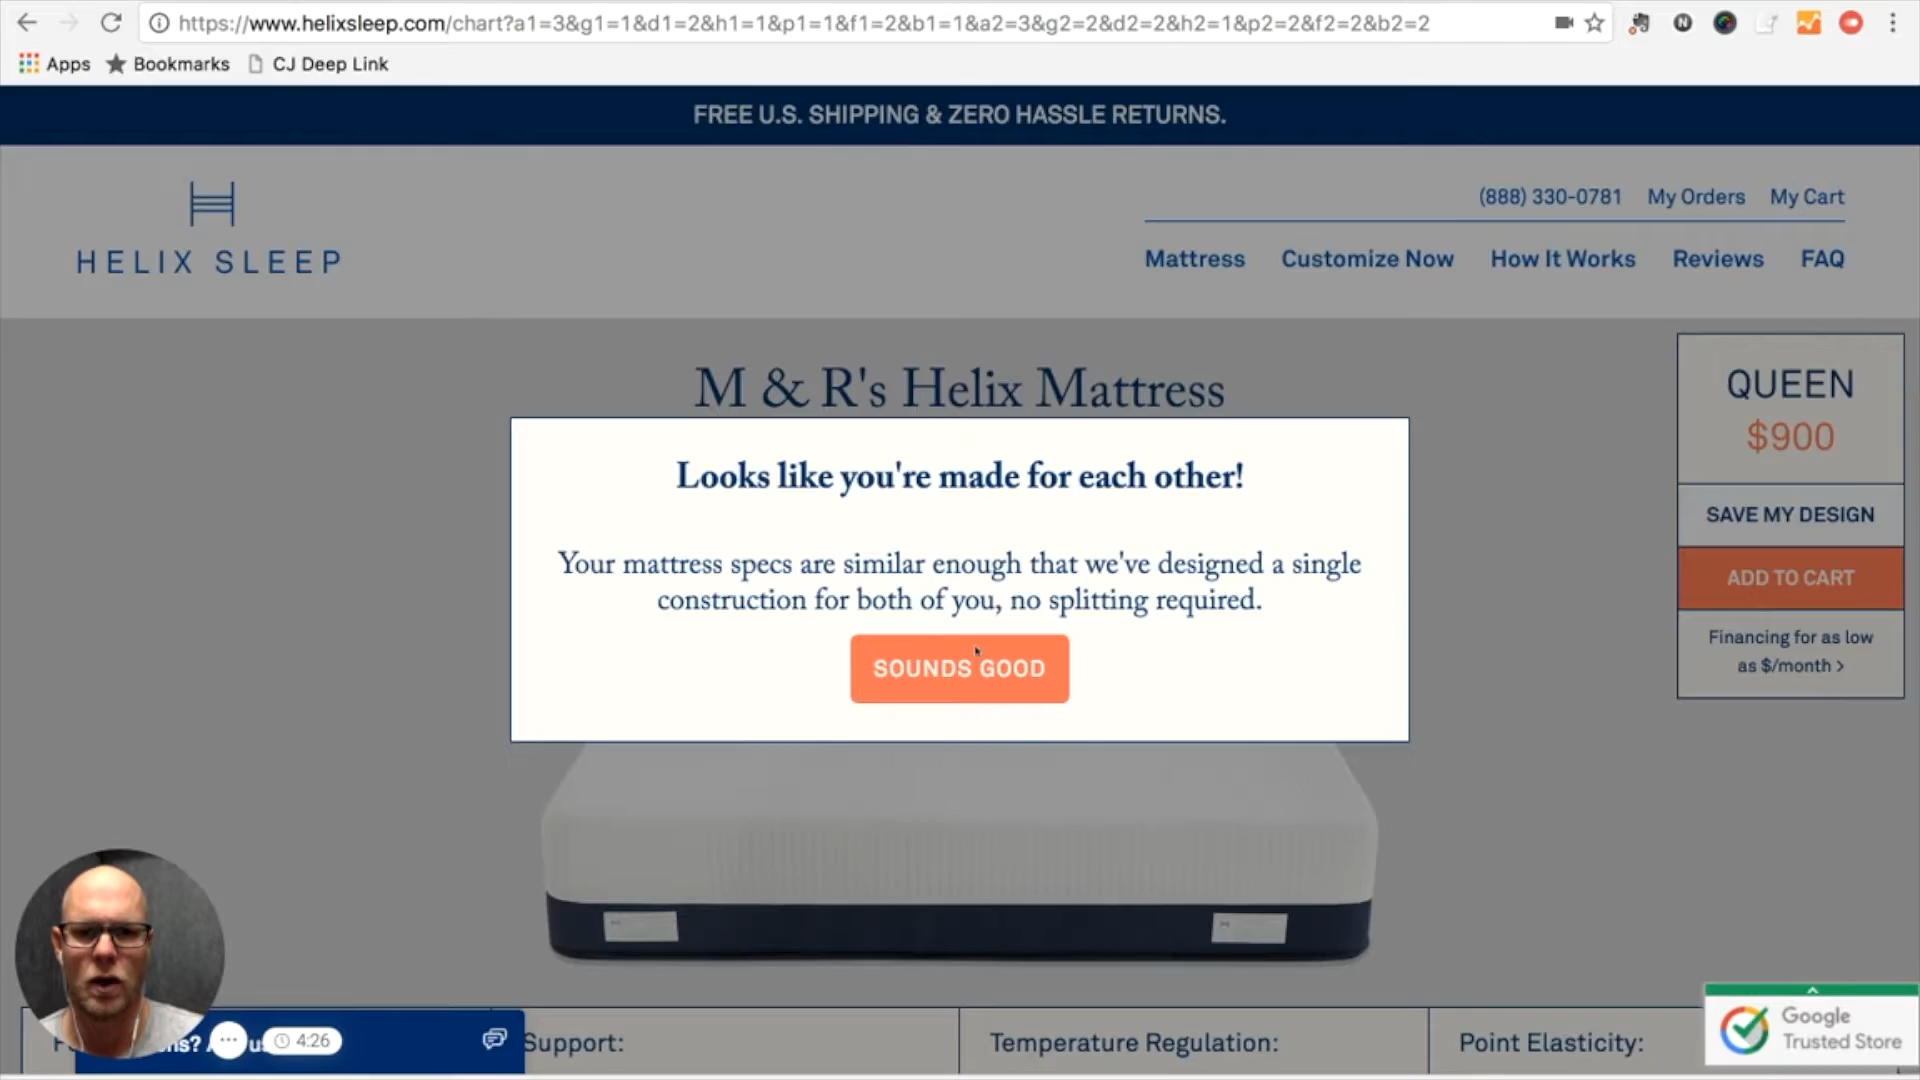 https://www.helixsleep.com/chart?a1=3&g1=1&d1=2&h1=1&p1=1&f1=2&b1=1&a2=3&g2=2&d2=2&h2=1&p2=2&f2=2&b2=2
Apps Bookmarks CJ Deep Link
FREE U.S. SHIPPING & ZERO HASSLE RETURNS.
(888) 330-0781 My Orders My Cart
HELIX SLEEP
Mattress Customize Now How It Works Reviews FAQ
M & R's Helix Mattress
QUEEN
$900
SAVE MY DESIGN
ADD TO CART
Financing for as low
as $/month >
Looks like you're made for each other!
Your mattress specs are similar enough that we've designed a single
construction for both of you, no splitting required.
SOUNDS GOOD
4:26
Support:
Temperature Regulation:
Point Elasticity:
Google
Trusted Store